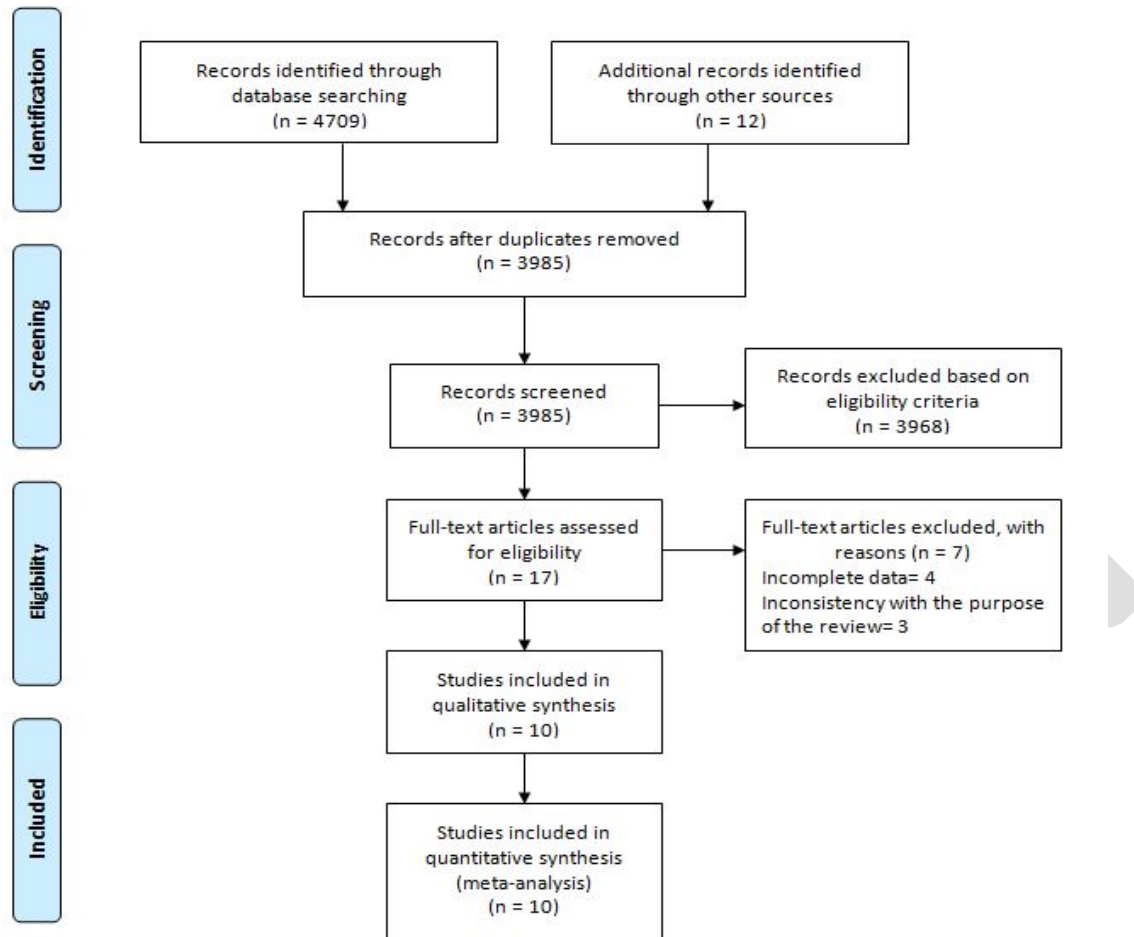 Identification
Records identified through
database searching
(n = 4709)
Additional records identified
through other sources
(n = 12)
Records after duplicates removed
(n = 3985)
Screening
Records screened
(n = 3985)
Records excluded based on
eligibility criteria
(n = 3968)
Eligibility
Full-text articles assessed
for eligibility
(n = 17)
Full-text articles excluded, with
reasons (n = 7)
Incomplete data= 4
Inconsistency with the purpose
of the review= 3
Studies included in
qualitative synthesis
(n = 10)
Included
Studies included in
quantitative synthesis
(meta-analysis)
(n = 10)